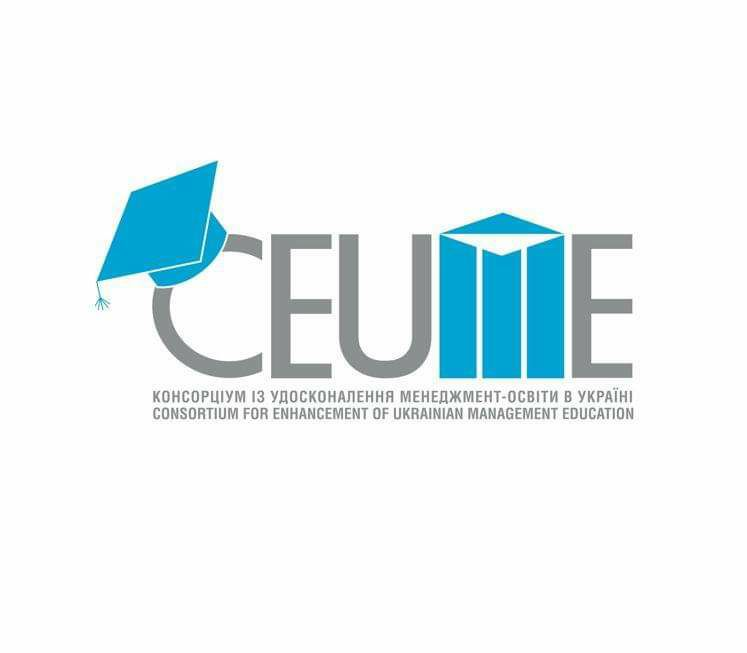 CEUME
КОНСОРЦІУМ ІЗ УДОСКОНАЛЕННЯ МЕНЕДЖМЕНТ-ОСВІТИ В УКРАЇНІ
CONSORTIUM FOR ENHANCEMENT OF UKRAINIAN MANAGEMENT EDUCATION